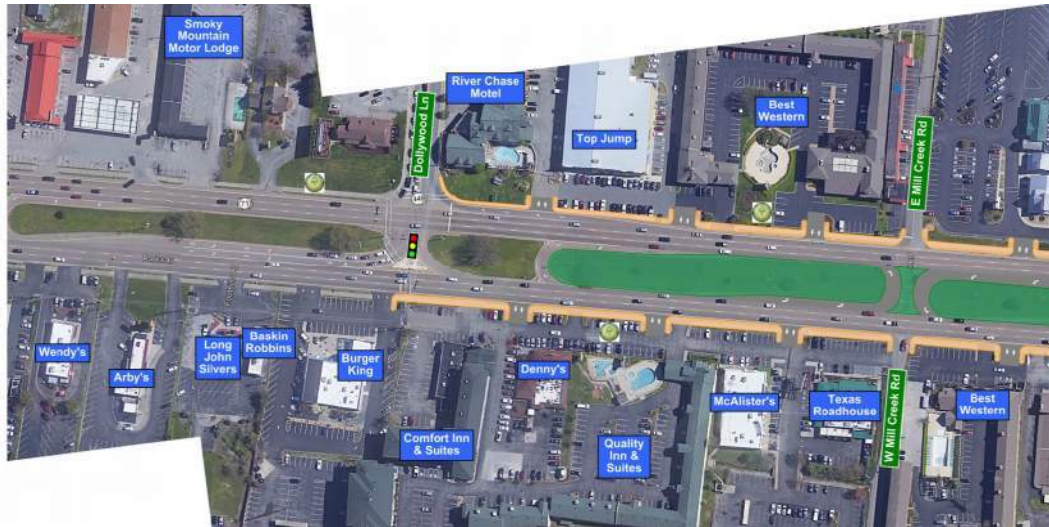 Smoky
Mountain
Motor Lodge
River Chase
Motel
Dollywood Ln
Top Jump
Best
Western
E Mill Creek Rd
Wendy's
Arby's
Long
John
Silvers
Baskin
Robbins
Burger
King
Comfort Inn
& Suites
Denny's
Quality
Inn &
Suites
McAlister's
Texas
Roadhouse
W Mill Creek Rd
Best
Western